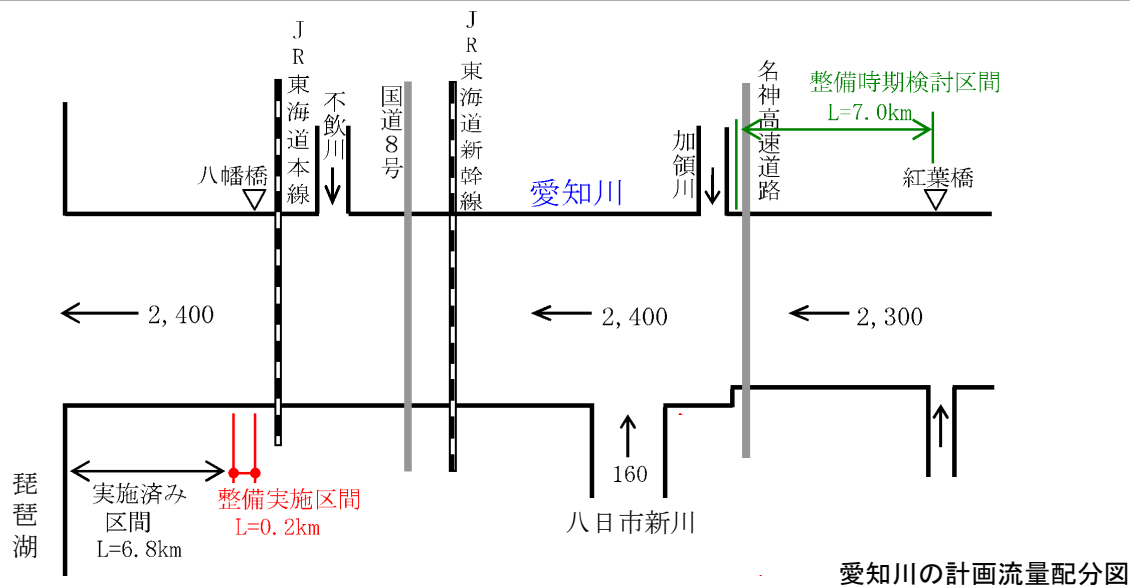 JR東海道本線
不飲川
国道8号
JR東海道新幹線
加領川
名神高速道路
整備時期検討区間
L=7.0km
八幡橋
愛知川
紅葉橋
2,400
2,400
2,300
160
八日市新川
琵琶湖
実施済み
区間
L=6.8km
整備実施区間
L=0.2km
愛知川の計画流量配分図